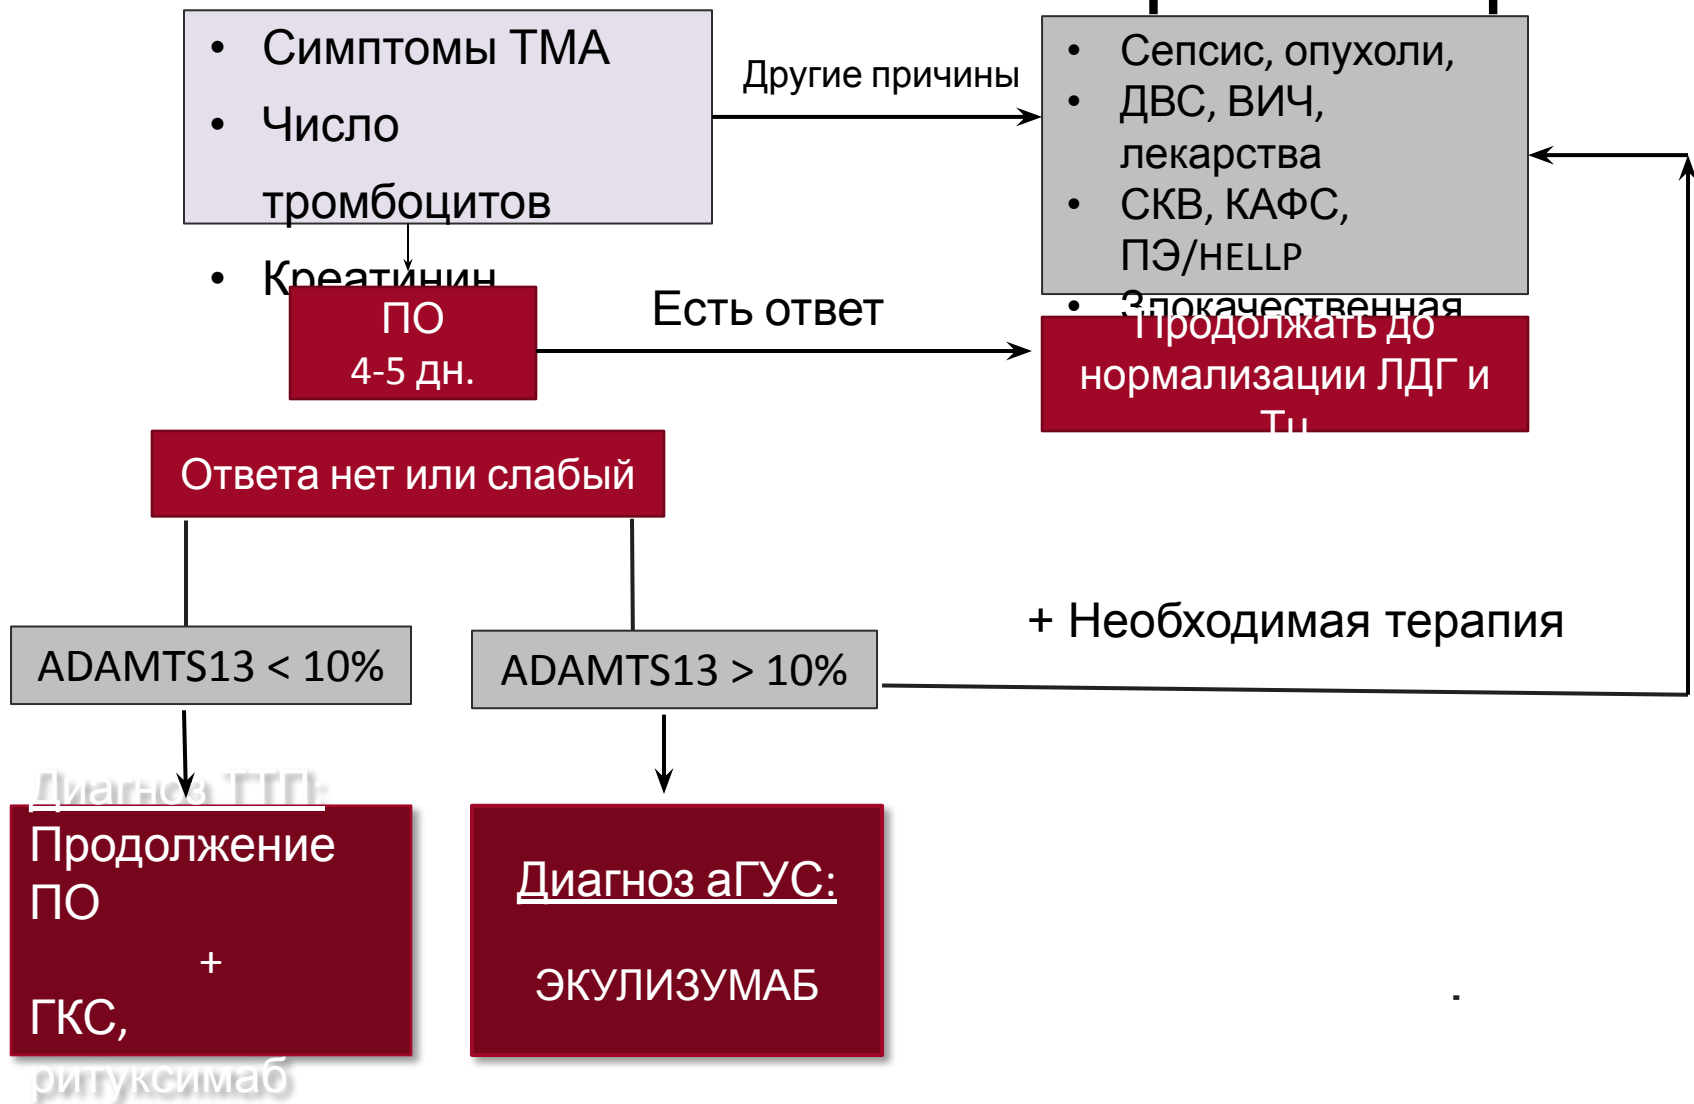 • Симптомы ТМА
• Число
тромбоцитов
• Креатинин
Другие причины
• Сепсис, опухоли,
• ДВС, ВИЧ,
лекарства
• СКВ, КАФС,
ПЭ/HELLP
• Злокачественная
ПО
4-5 дн.
Есть ответ
Продолжать до
нормализации ЛДГ и
Тц
Ответа нет или слабый
+ Необходимая терапия
ADAMTS13 < 10%
ADAMTS13 > 10%
Диагноз ТТП:
Продолжение
ПО
+
ГКС,
ритуксимаб
Диагноз аГУС:
ЭКУЛИЗУМАБ
.